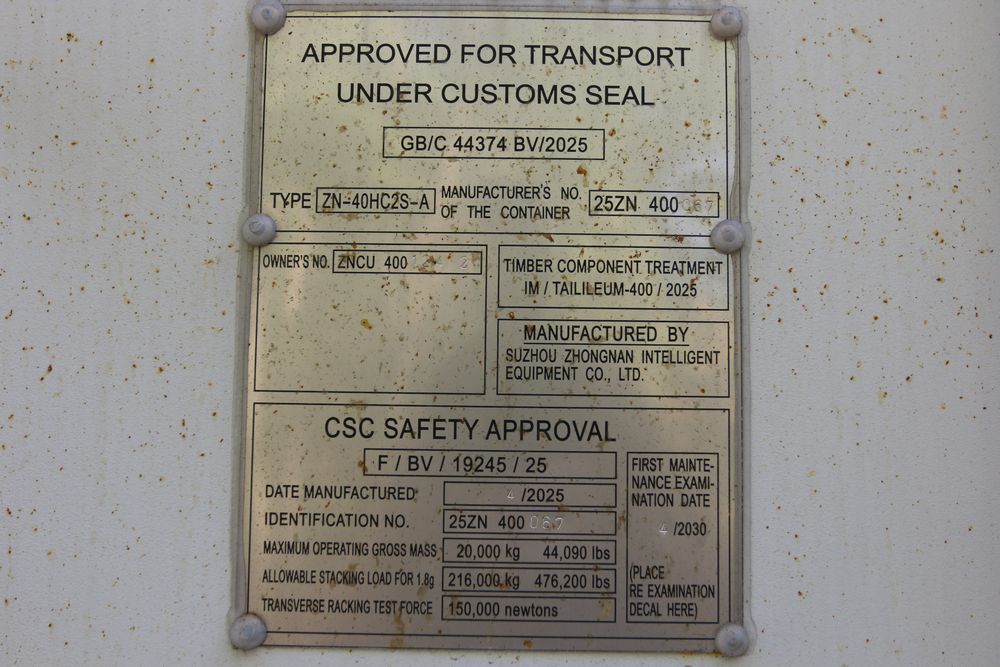 APPROVED FOR TRANSPORT
UNDER CUSTOMS SEAL
GB/C 44374 BV/2025
TYPE ZN-40HC2S-A MANUFACTURER'S NO. OF THE CONTAINER 25ZN 400067
OWNER'S NO. ZNCU 400
TIMBER COMPONENT TREATMENT
IM / TAILILEUM-400 / 2025
MANUFACTURED BY
SUZHOU ZHONGNAN INTELLIGENT
EQUIPMENT CO., LTD.
CSC SAFETY APPROVAL
F / BV / 19245 / 25
DATE MANUFACTURED 4 /2025
IDENTIFICATION NO. 25ZN 400 067
MAXIMUM OPERATING GROSS MASS 20,000 kg 44,090 lbs
ALLOWABLE STACKING LOAD FOR 1.8g 216,000 kg 476,200 lbs
TRANSVERSE RACKING TEST FORCE 150,000 newtons
FIRST MAINTE-
NANCE EXAMI-
NATION DATE
4 /2030
(PLACE
RE EXAMINATION
DECAL HERE)